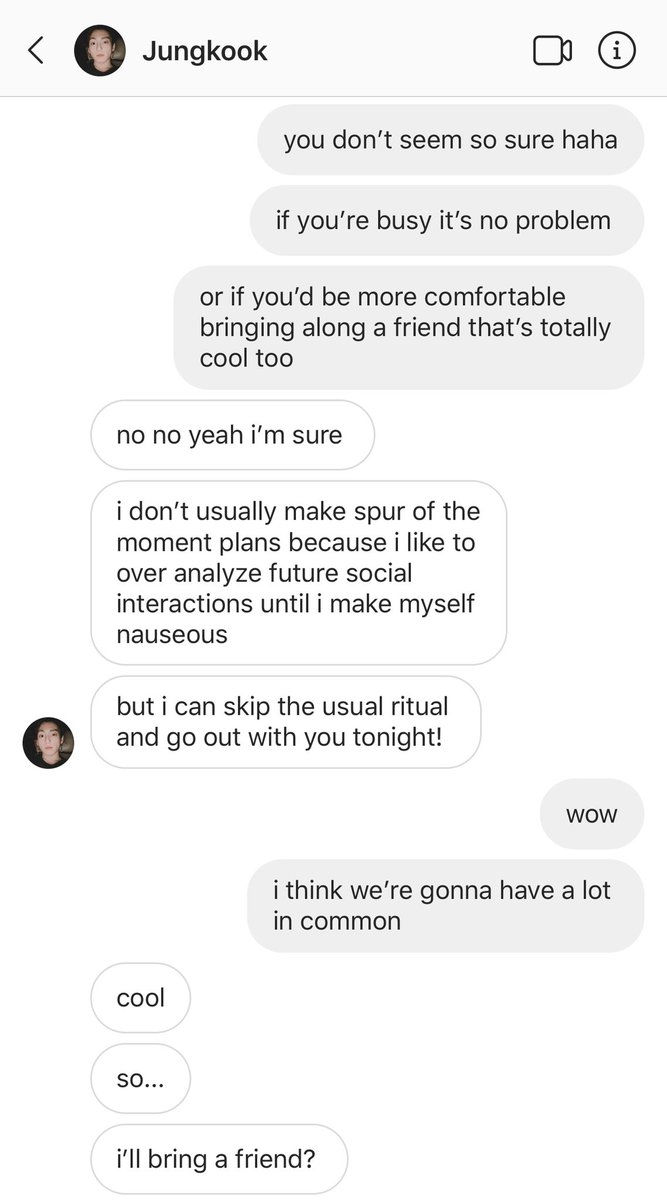 Jungkook
you don’t seem so sure haha
if you’re busy it’s no problem
or if you’d be more comfortable
bringing along a friend that’s totally
cool too
no no yeah i’m sure
i don’t usually make spur of the
moment plans because i like to
over analyze future social
interactions until i make myself
nauseous
but i can skip the usual ritual
and go out with you tonight!
wow
i think we’re gonna have a lot
in common
cool
so...
i’ll bring a friend?